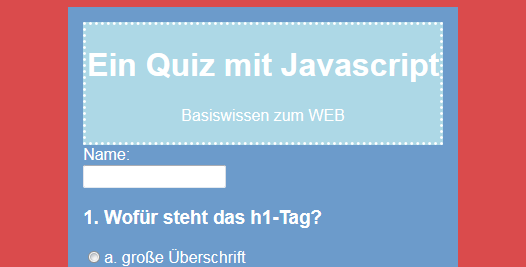 Ein Quiz mit Javascript
Basiswissen zum WEB
Name:
1. Wofür steht das h1-Tag?
a. große Überschrift